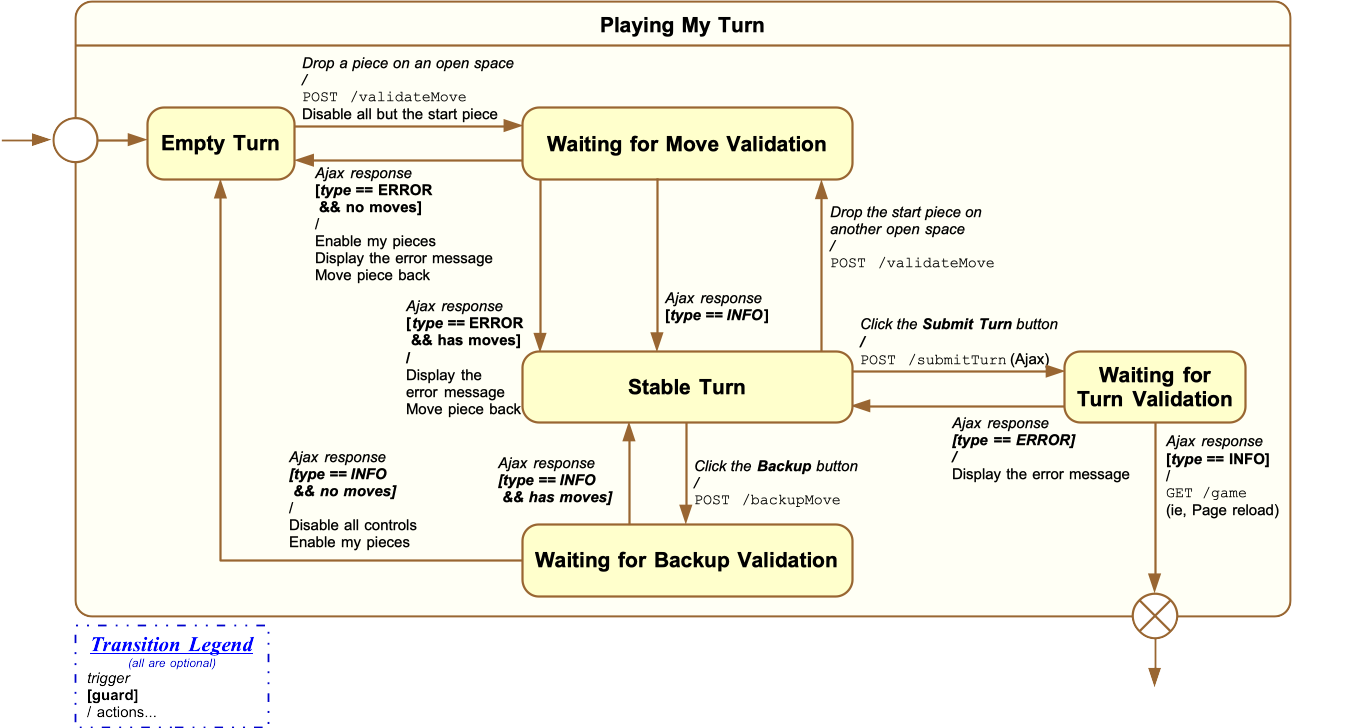 Playing My Turn
Drop a piece on an open space
/
POST /validateMove
Disable all but the start piece
Empty Turn
Waiting for Move Validation
Ajax response
[type == ERROR
&& no moves]
/
Enable my pieces
Display the error message
Move piece back
Drop the start piece on
another open space
/
POST /validateMove
Ajax response
[type == ERROR
&& has moves]
/
Display the
error message
Move piece back
Ajax response
[type == INFO]
Click the Submit Turn button
/
POST /submitTurn (Ajax)
Stable Turn
Waiting for
Turn Validation
Ajax response
[type == ERROR]
/
Display the error message
Ajax response
[type == INFO]
/
GET /game
(ie, Page reload)
Ajax response
[type == INFO
&& no moves]
/
Disable all controls
Enable my pieces
Ajax response
[type == INFO
&& has moves]
Click the Backup button
/
POST /backupMove
Waiting for Backup Validation
Transition Legend
(all are optional)
trigger
[guard]
/ actions...